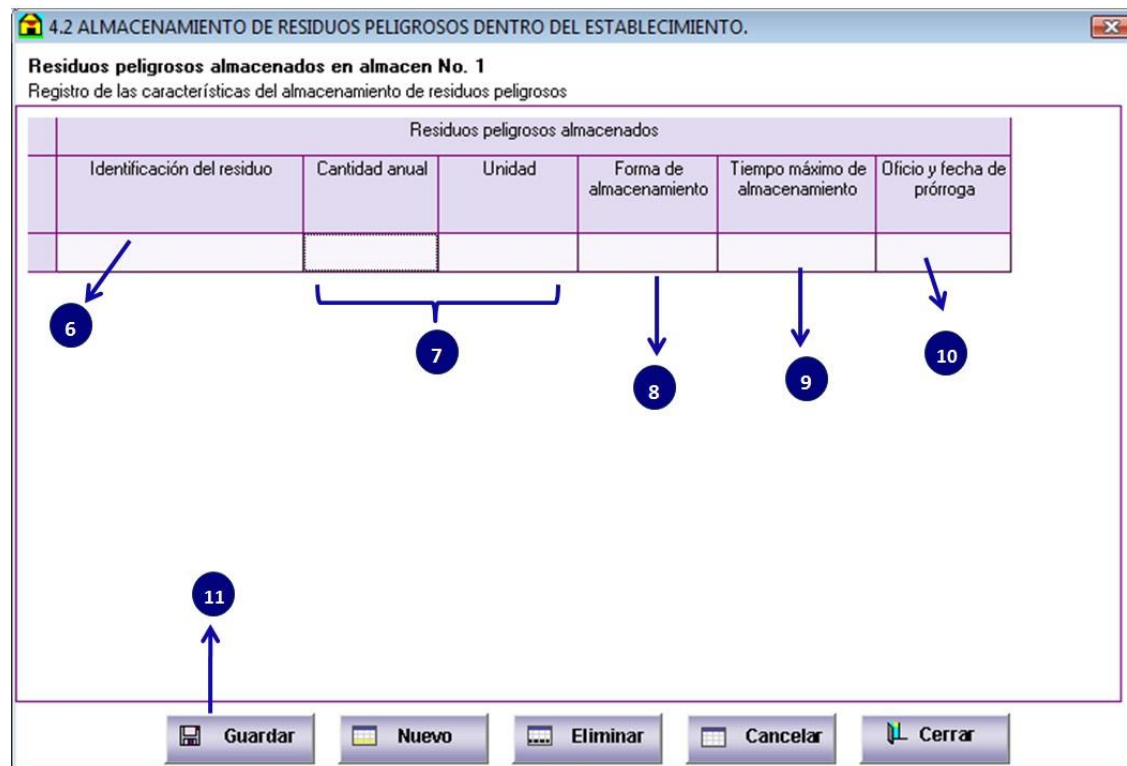 4.2 ALMACENAMIENTO DE RESIDUOS PELIGROSOS DENTRO DEL ESTABLECIMIENTO.
Residuos peligrosos almacenados en almacen No. 1
Registro de las características del almacenamiento de residuos peligrosos
Residuos peligrosos almacenados
Identificación del residuo
Cantidad anual
Unidad
Forma de
almacenamiento
Tiempo máximo de
almacenamiento
Oficio y fecha de
prórroga
6
7
8
9
10
11
Guardar
Nuevo
Eliminar
Cancelar
Cerrar